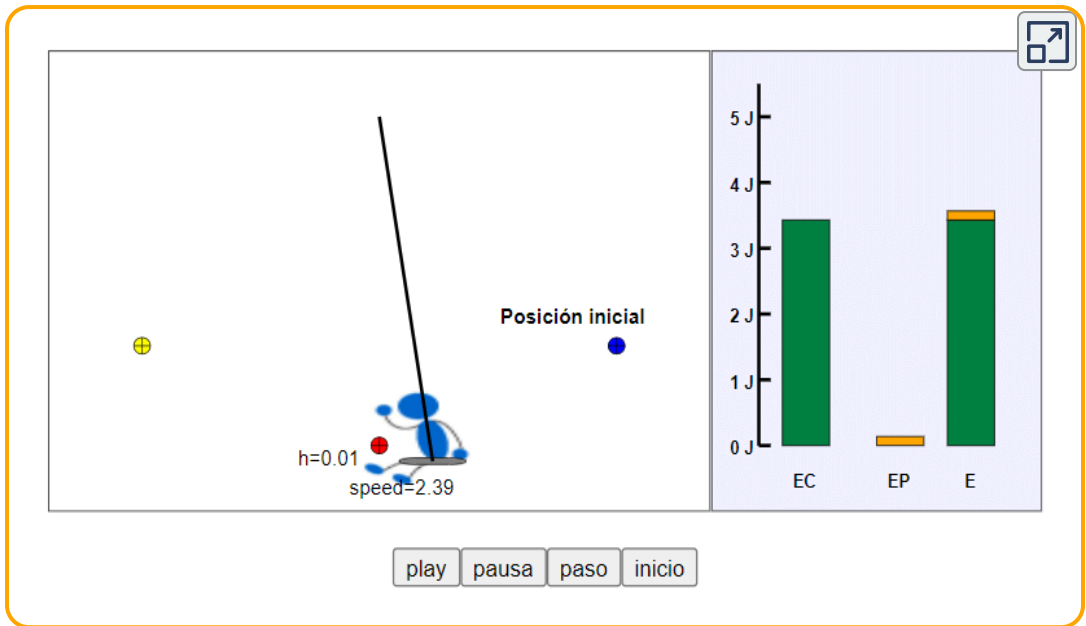 Posición inicial
h=0.01
speed=2.39
5 J
4 J
3 J
2 J
1 J
0 J
EC EP E
play pausa paso inicio